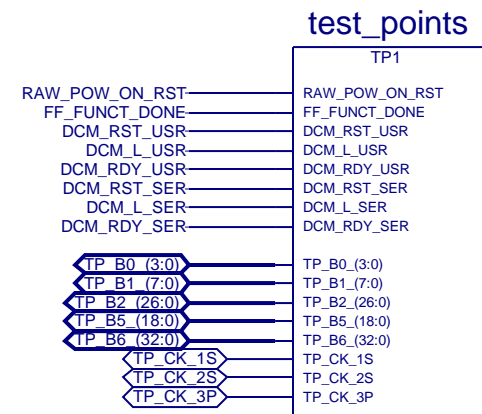 test_points
TP1
RAW_POW_ON_RST RAW_POW_ON_RST
FF_FUNCT_DONE FF_FUNCT_DONE
DCM_RST_USR DCM_RST_USR
DCM_L_USR DCM_L_USR
DCM_RDY_USR DCM_RDY_USR
DCM_RST_SER DCM_RST_SER
DCM_L_SER DCM_L_SER
DCM_RDY_SER DCM_RDY_SER
TP_B0_(3:0) TP_B0_(3:0)
TP_B1_(7:0) TP_B1_(7:0)
TP_B2_(26:0) TP_B2_(26:0)
TP_B5_(18:0) TP_B5_(18:0)
TP_B6_(32:0) TP_B6_(32:0)
TP_CK_1S TP_CK_1S
TP_CK_2S TP_CK_2S
TP_CK_3P TP_CK_3P